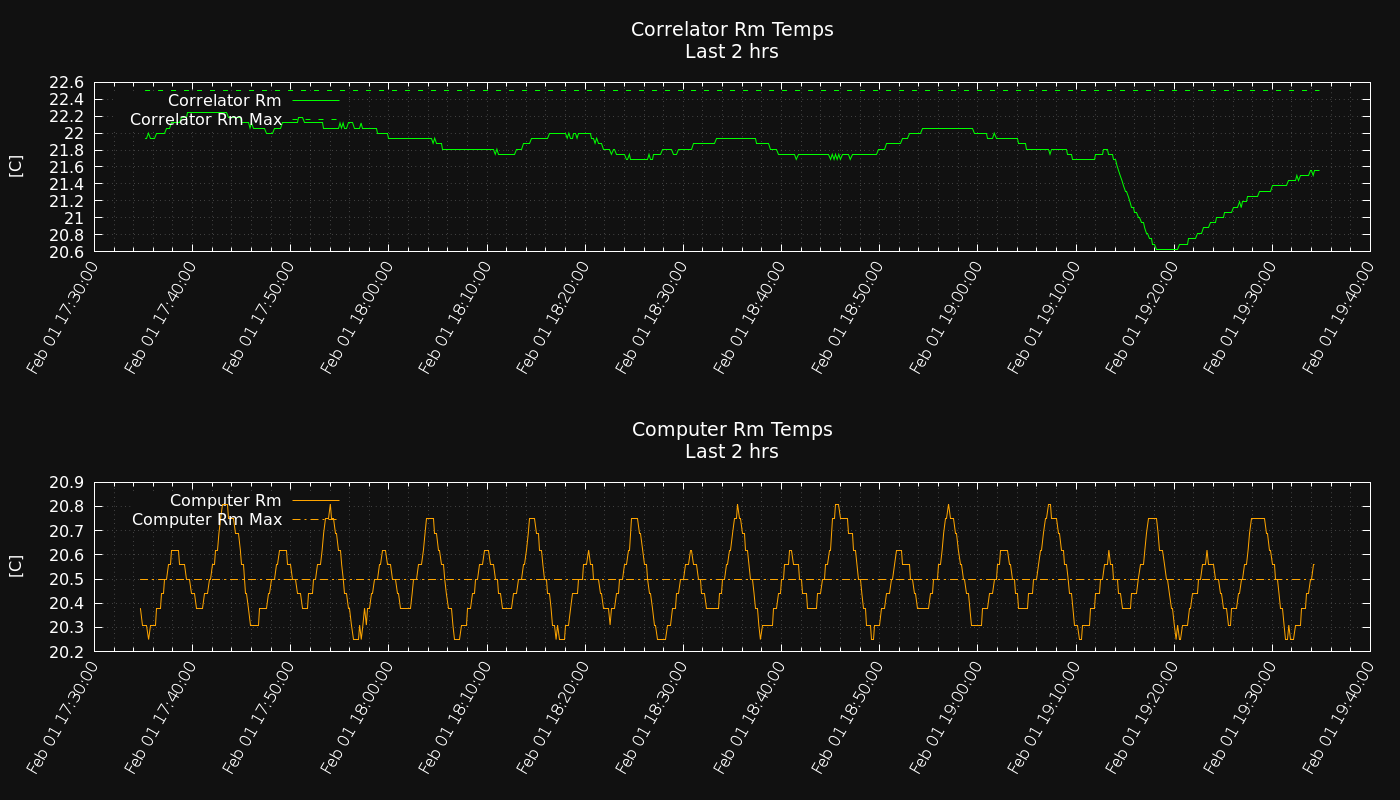 Correlator Rm Temps
Last 2 hrs
[C]
22.6
22.4
22.2
22
21.8
21.6
21.4
21.2
21
20.8
20.6
Correlator Rm
Correlator Rm Max
Feb 01 17:30:00
Feb 01 17:40:00
Feb 01 17:50:00
Feb 01 18:00:00
Feb 01 18:10:00
Feb 01 18:20:00
Feb 01 18:30:00
Feb 01 18:40:00
Feb 01 18:50:00
Feb 01 19:00:00
Feb 01 19:10:00
Feb 01 19:20:00
Feb 01 19:30:00
Feb 01 19:40:00
Computer Rm Temps
Last 2 hrs
[C]
20.9
20.8
20.7
20.6
20.5
20.4
20.3
20.2
Computer Rm
Computer Rm Max
Feb 01 17:30:00
Feb 01 17:40:00
Feb 01 17:50:00
Feb 01 18:00:00
Feb 01 18:10:00
Feb 01 18:20:00
Feb 01 18:30:00
Feb 01 18:40:00
Feb 01 18:50:00
Feb 01 19:00:00
Feb 01 19:10:00
Feb 01 19:20:00
Feb 01 19:30:00
Feb 01 19:40:00